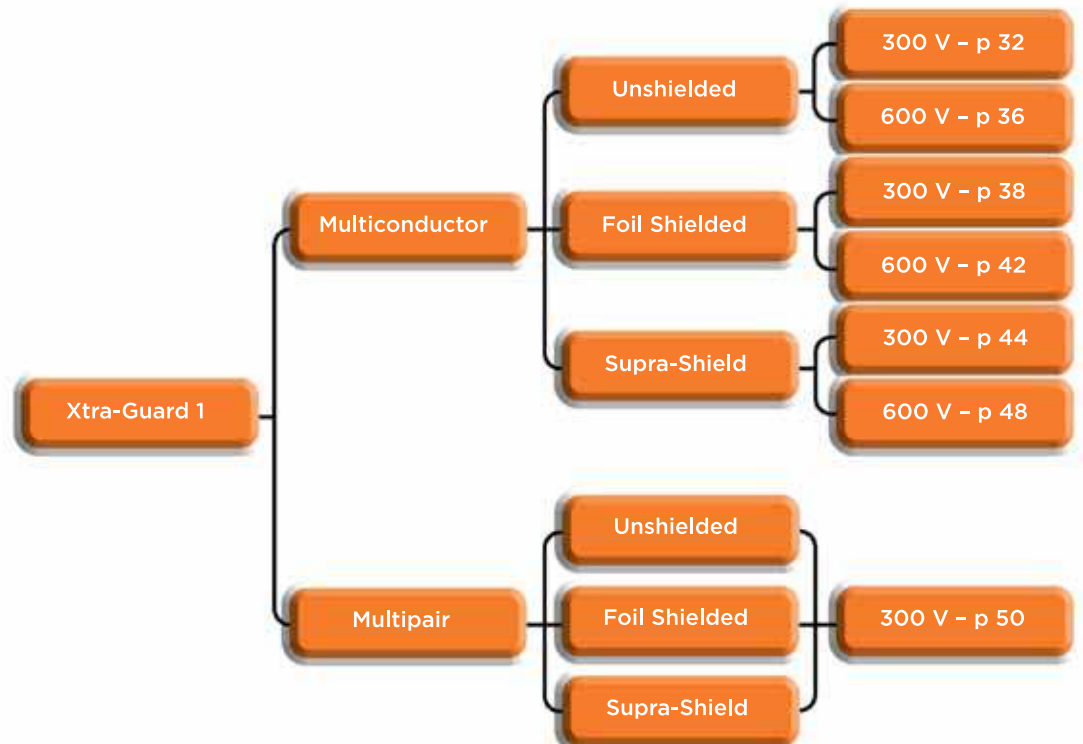 Xtra-Guard 1
Multiconductor
Unshielded
300 V – p 32
600 V – p 36
Foil Shielded
300 V – p 38
600 V – p 42
Supra-Shield
300 V – p 44
600 V – p 48
Multipair
Unshielded
Foil Shielded
Supra-Shield
300 V – p 50